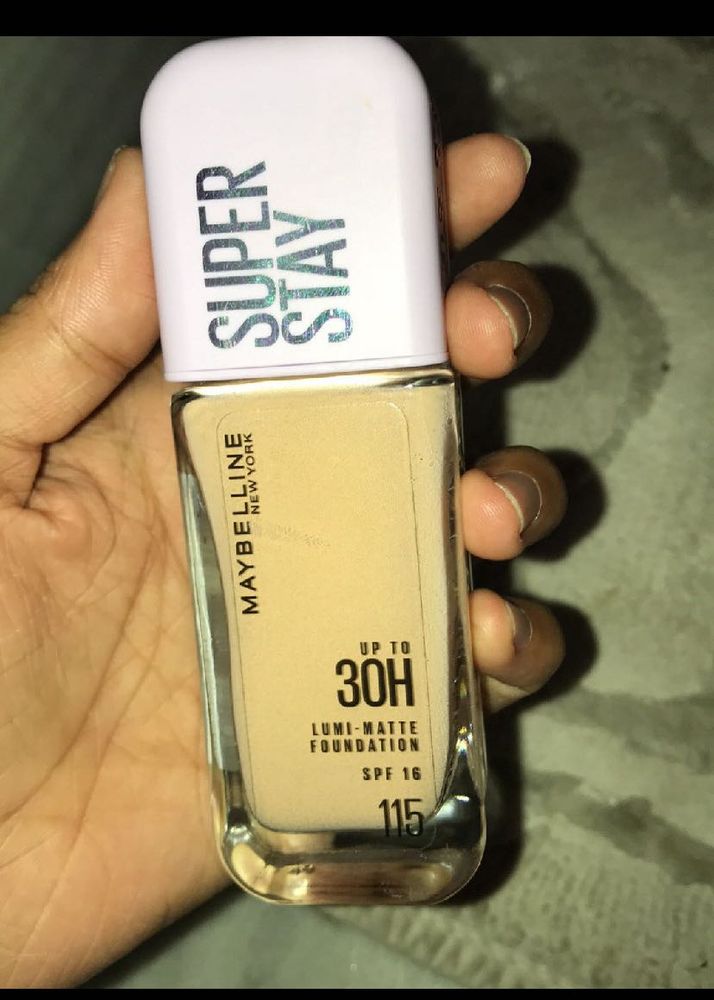 SUPER
STAY
MAYBELLINE
NEW YORK
UP TO
30H
LUMI-MATTE
FOUNDATION
SPF 16
115